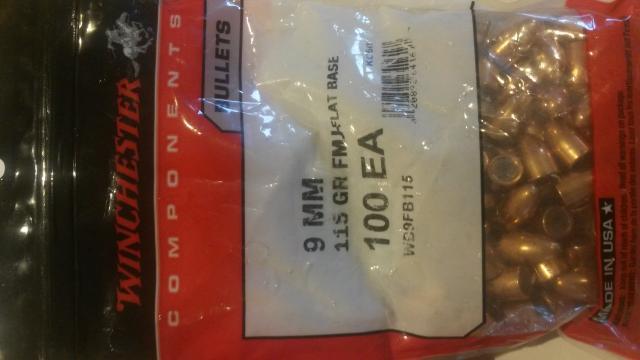 WINCHESTER
COMPONENTS
BULLETS
9 MM
115 GR FMJ-FLAT BASE
100 EA
WB9FB115
MADE IN USA ★